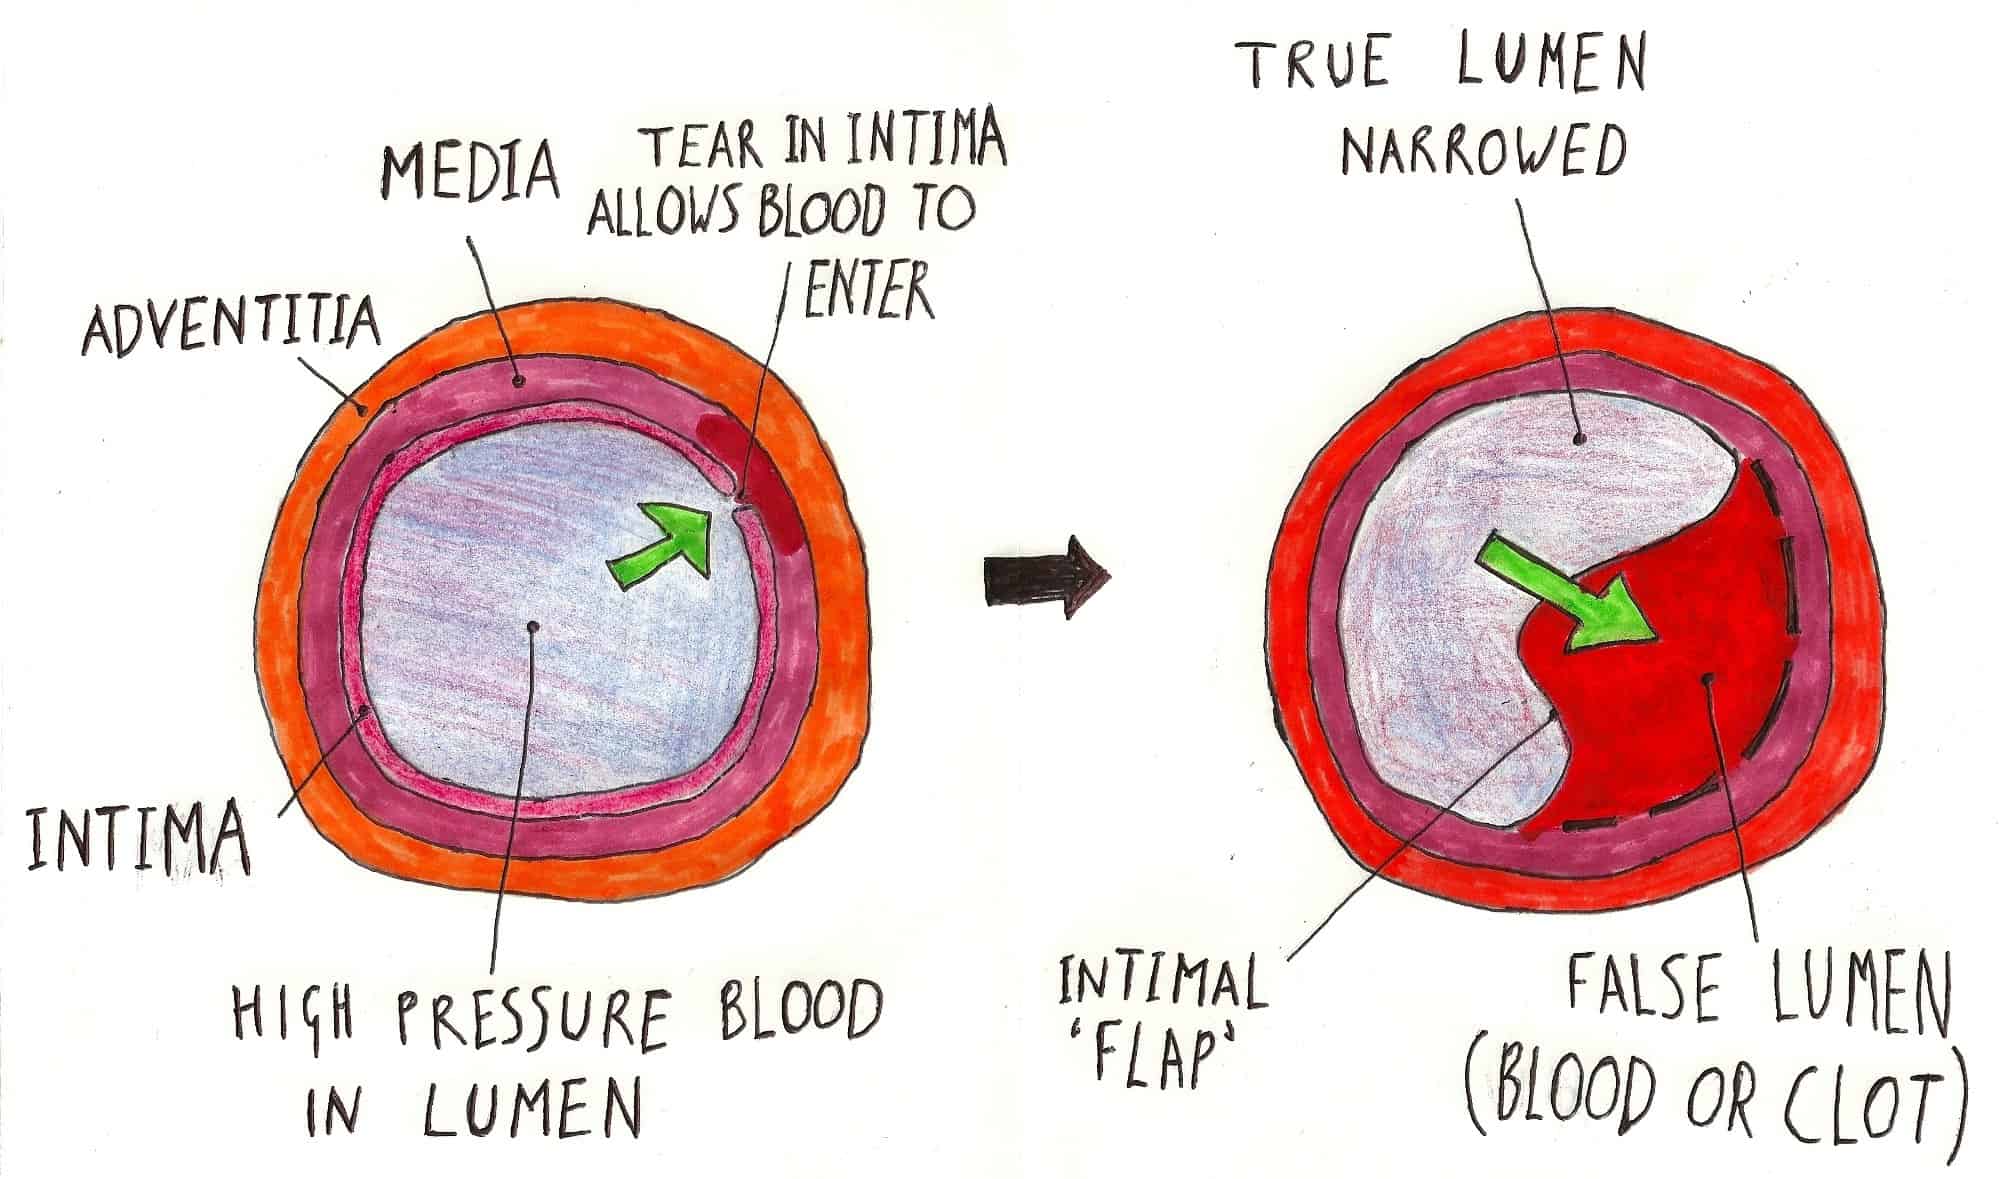 MEDIA
TEAR IN INTIMA
ALLOWS BLOOD TO
ENTER
ADVENTITIA
INTIMA
HIGH PRESSURE BLOOD
IN LUMEN
TRUE LUMEN
NARROWED
INTIMAL
'FLAP'
FALSE LUMEN
(BLOOD OR CLOT)